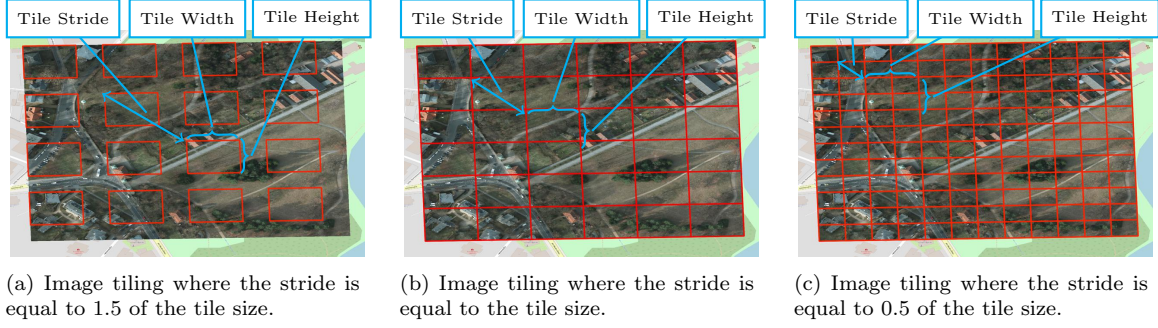 Tile Stride Tile Width Tile Height
Tile Stride Tile Width Tile Height
Tile Stride Tile Width Tile Height
(a) Image tiling where the stride is
equal to 1.5 of the tile size.
(b) Image tiling where the stride is
equal to the tile size.
(c) Image tiling where the stride is
equal to 0.5 of the tile size.